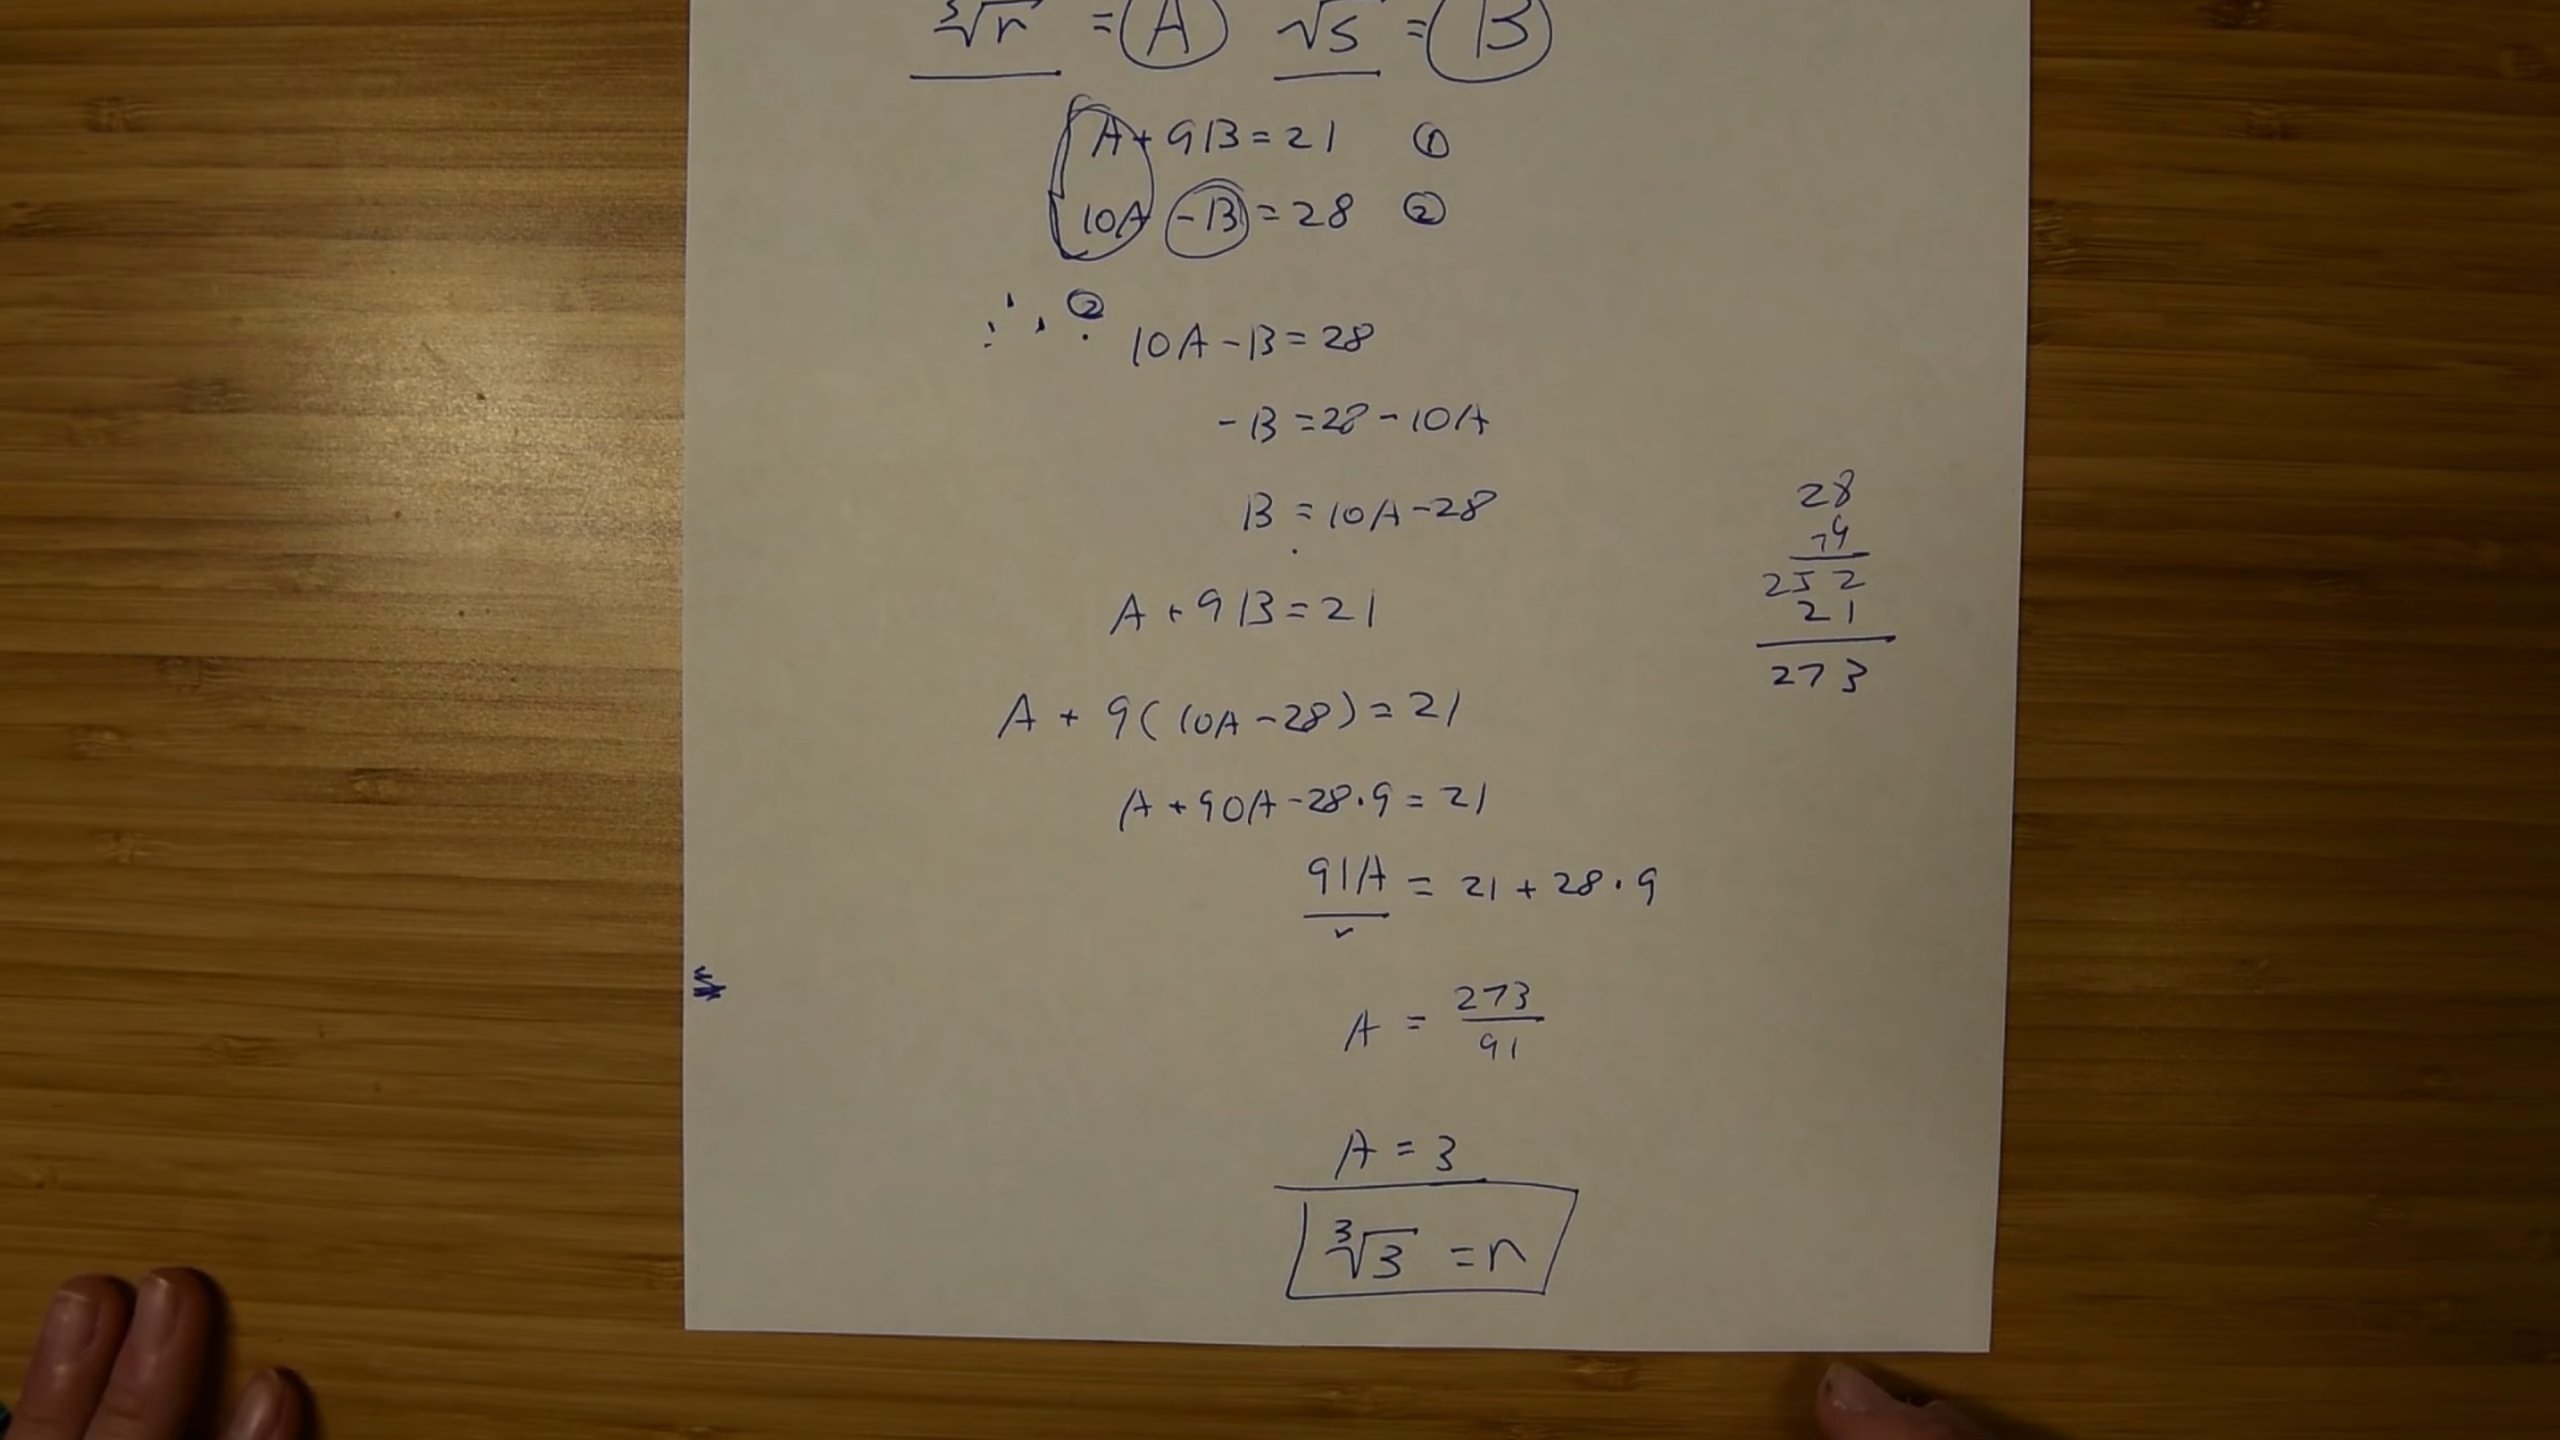 ∛r = A √s = B
A + 9B = 21 ①
10A - B = 28 ②
∴ ②
10A - B = 28
-B = 28 - 10A
B = 10A - 28
A + 9B = 21
A + 9(10A - 28) = 21
A + 90A - 28·9 = 21
91A = 21 + 28·9
A = 273/91
A = 3
∛3 = r
28
9
252
21
273